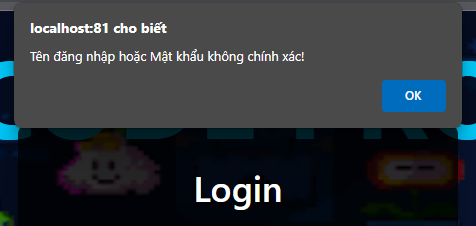 localhost:81 cho biết
Tên đăng nhập hoặc Mật khẩu không chính xác!
OK
Login